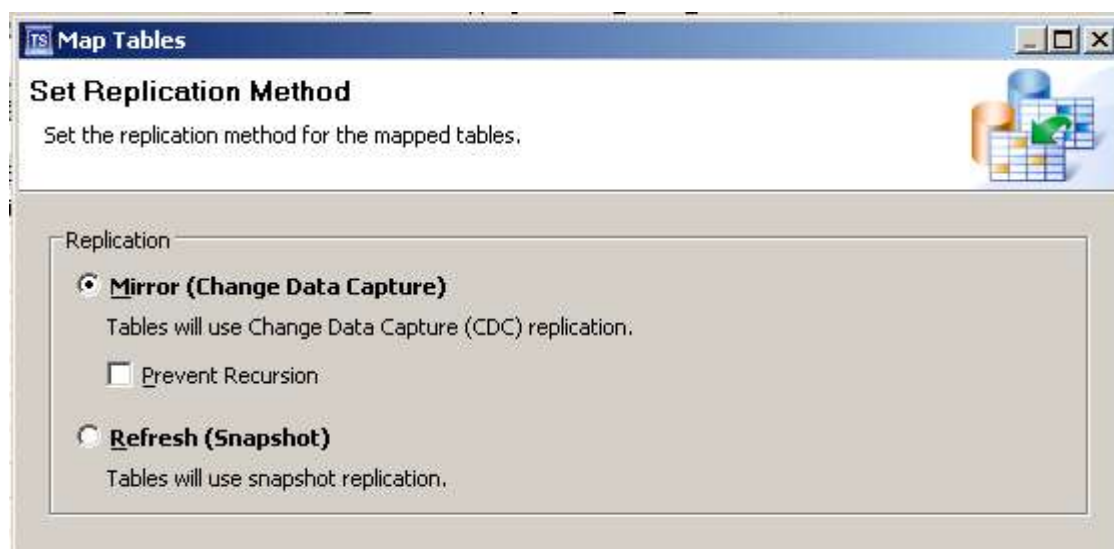 TS Map Tables
Set Replication Method
Set the replication method for the mapped tables.
Replication
Mirror (Change Data Capture)
Tables will use Change Data Capture (CDC) replication.
Prevent Recursion
Refresh (Snapshot)
Tables will use snapshot replication.